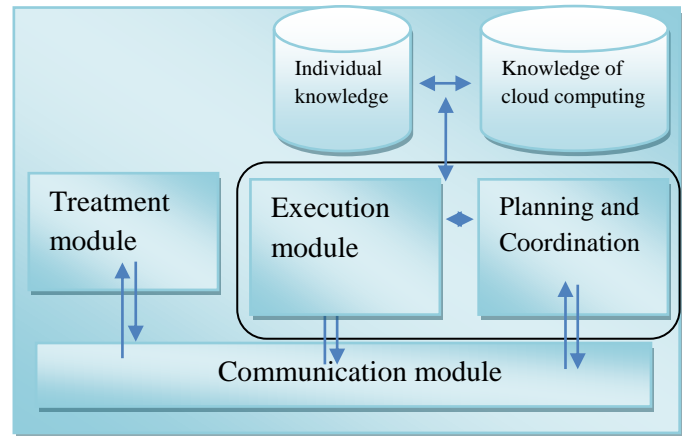 Individual
knowledge
Knowledge of
cloud computing
Treatment
module
Execution
module
Planning and
Coordination
Communication module